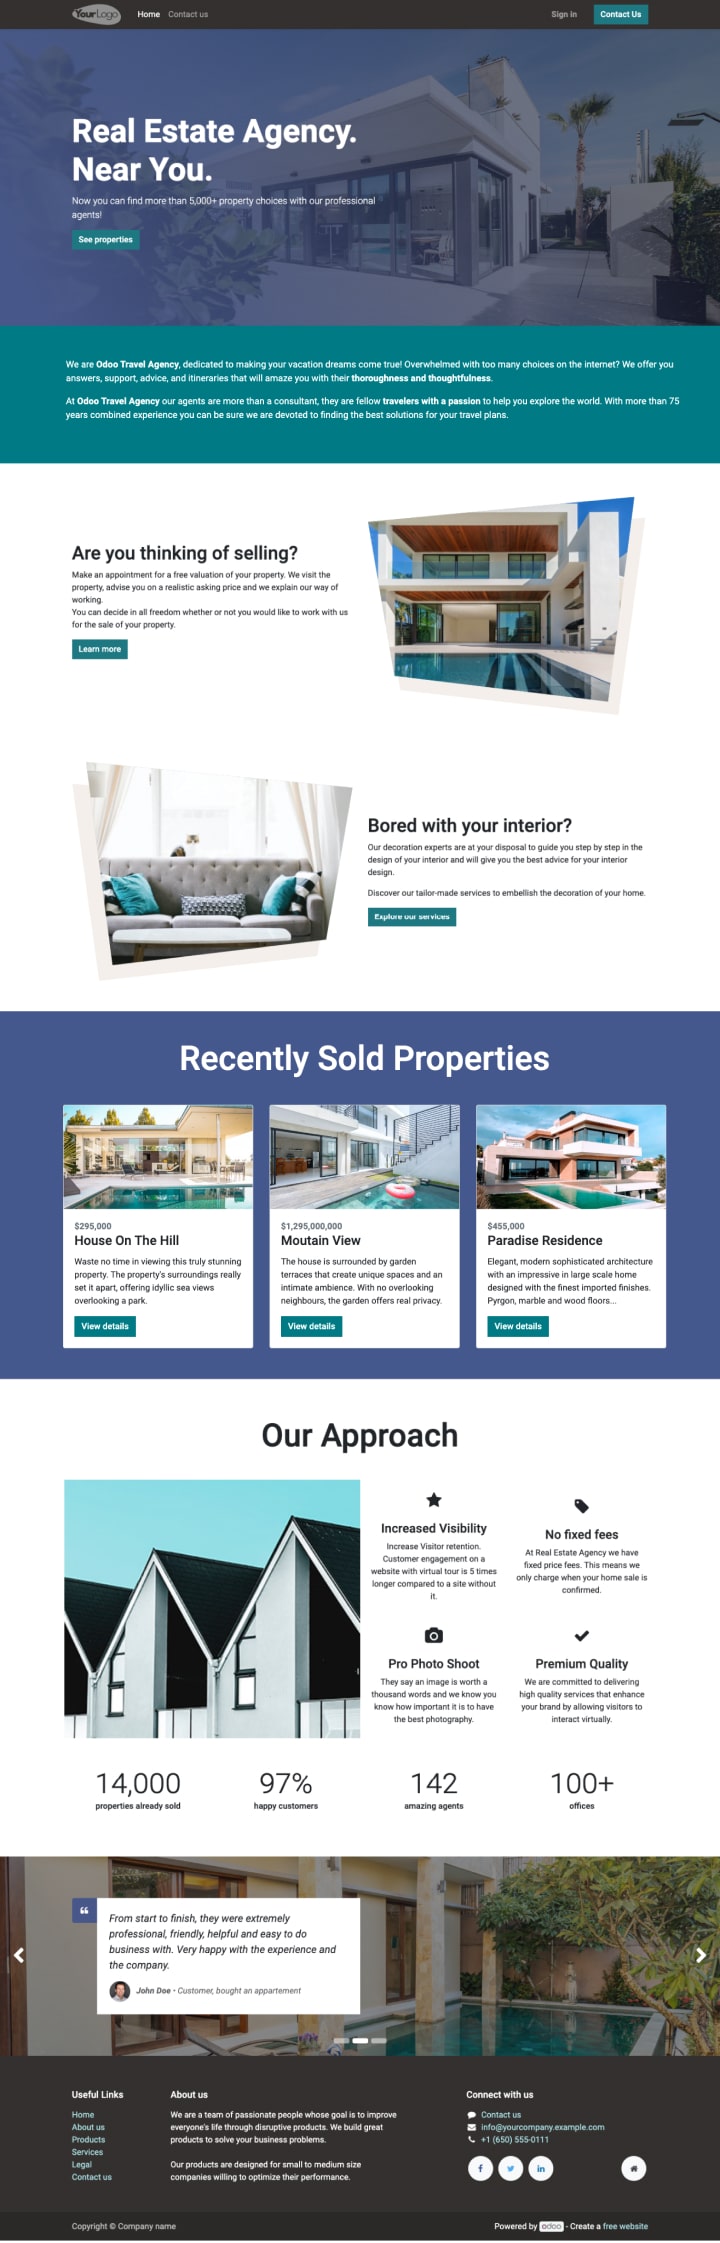 YourLogo Home Contact us Sign in Contact Us
Real Estate Agency.
Near You.
Now you can find more than 5,000+ property choices with our professional
agents!
See properties
We are Odoo Travel Agency, dedicated to making your vacation dreams come true! Overwhelmed with too many choices on the internet? We offer you
answers, support, advice, and itineraries that will amaze you with their thoroughness and thoughtfulness.
At Odoo Travel Agency our agents are more than a consultant, they are fellow travelers with a passion to help you explore the world. With more than 75
years combined experience you can be sure we are devoted to finding the best solutions for your travel plans.
Are you thinking of selling?
Make an appointment for a free valuation of your property. We visit the
property, advise you on a realistic asking price and we explain our way of
working.
You can decide in all freedom whether or not you would like to work with us
for the sale of your property.
Learn more
Bored with your interior?
Our decoration experts are at your disposal to guide you step by step in the
design of your interior and will give you the best advice for your interior
design.
Discover our tailor-made services to embellish the decoration of your home.
Explore our services
Recently Sold Properties
$295,000
House On The Hill
Waste no time in viewing this truly stunning
property. The property's surroundings really
set it apart, offering idyllic sea views
overlooking a park.
View details
$1,295,000,000
Moutain View
The house is surrounded by garden
terraces that create unique spaces and an
intimate ambience. With no overlooking
neighbours, the garden offers real privacy.
View details
$455,000
Paradise Residence
Elegant, modern sophisticated architecture
with an impressive in large scale home
designed with the finest imported finishes.
Pyrgon, marble and wood floors...
View details
Our Approach
Increased Visibility
Increase Visitor retention.
Customer engagement on a
website with virtual tour is 5 times
longer compared to a site without
it.
No fixed fees
At Real Estate Agency we have
fixed price fees. This means we
only charge when your home sale is
confirmed.
Pro Photo Shoot
They say an image is worth a
thousand words and we know you
know how important it is to have
the best photography.
Premium Quality
We are committed to delivering
high quality services that enhance
your brand by allowing visitors to
interact virtually.
14,000
properties already sold
97%
happy customers
142
amazing agents
100+
offices
From start to finish, they were extremely
professional, friendly, helpful and easy to do
business with. Very happy with the experience and
the company.
John Doe • Customer, bought an appartement
Useful Links
Home
About us
Products
Services
Legal
Contact us
About us
We are a team of passionate people whose goal is to improve
everyone's life through disruptive products. We build great
products to solve your business problems.
Our products are designed for small to medium size
companies willing to optimize their performance.
Connect with us
Contact us
info@yourcompany.example.com
+1 (650) 555-0111
Copyright © Company name
Powered by odoo - Create a free website